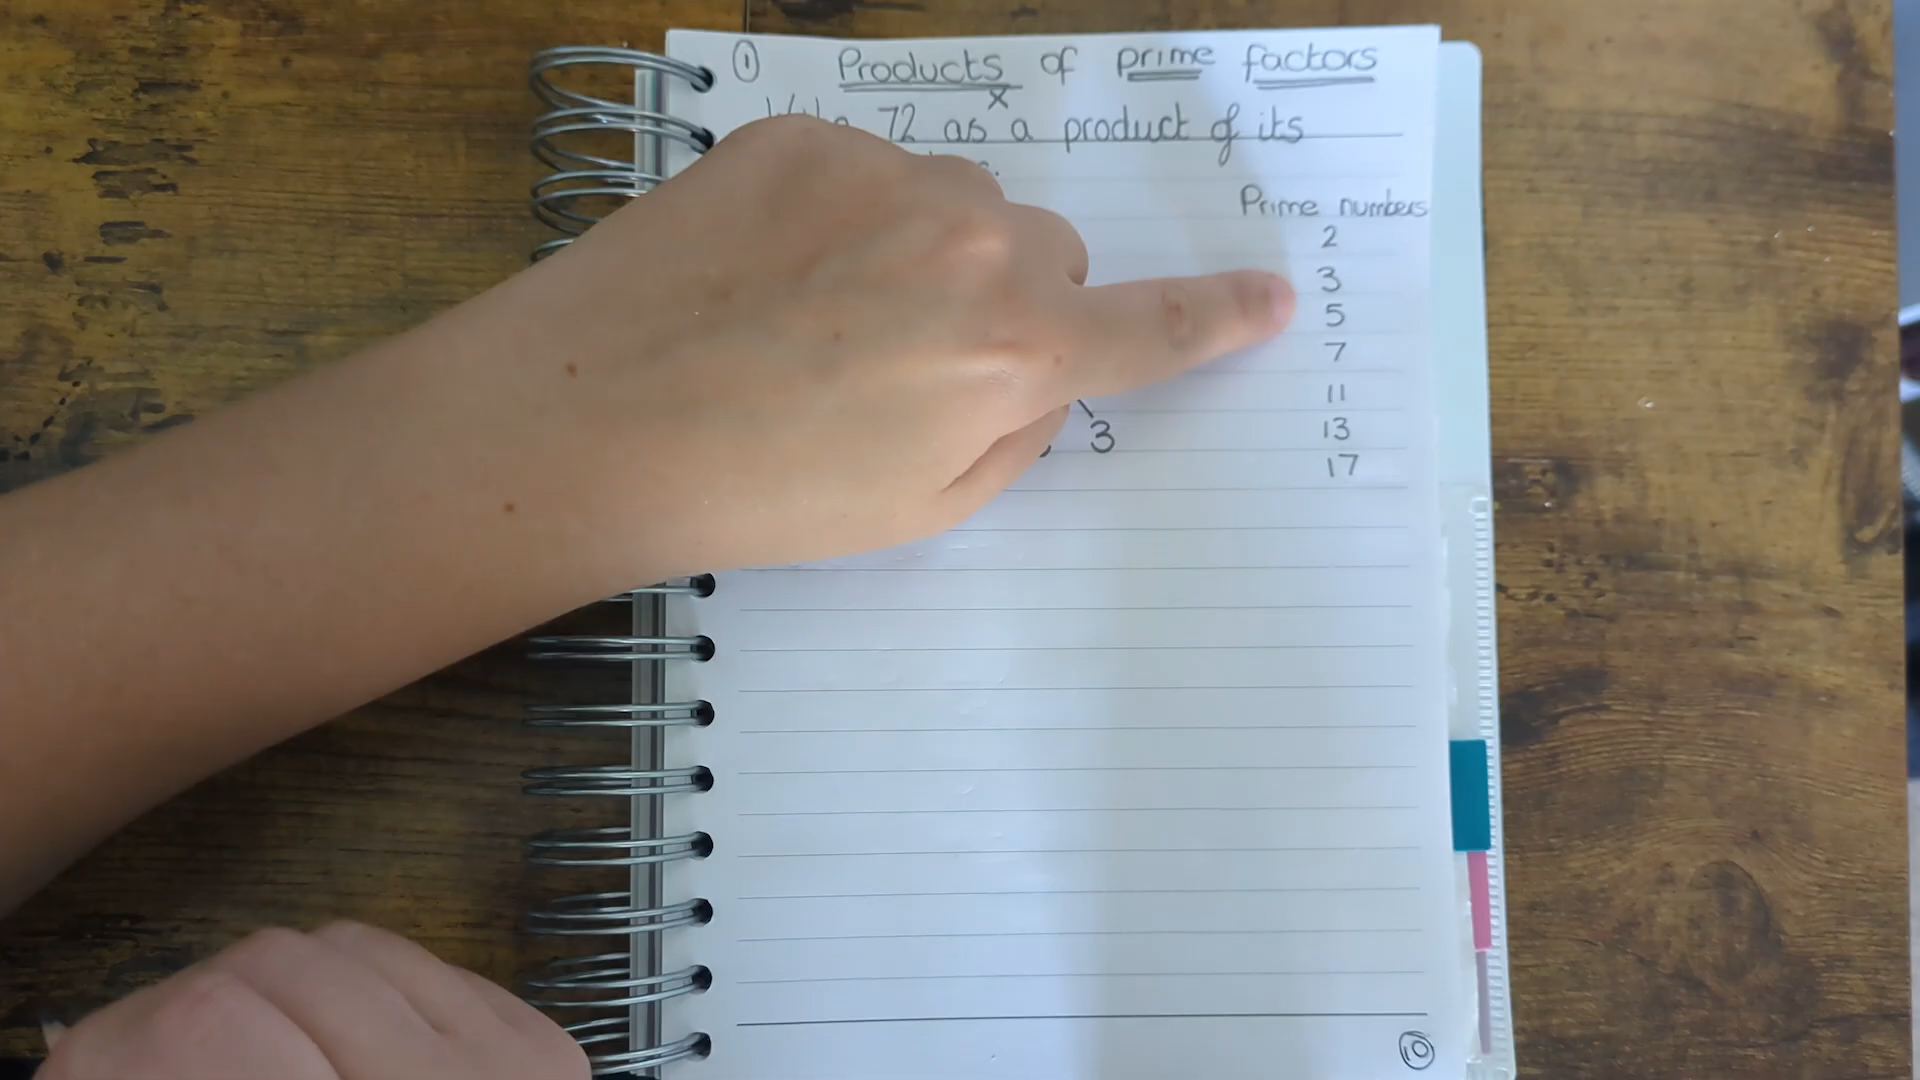 ① Products of prime factors
x
72 as a product of its
Prime numbers
2
3
5
7
11
13
17
3
10